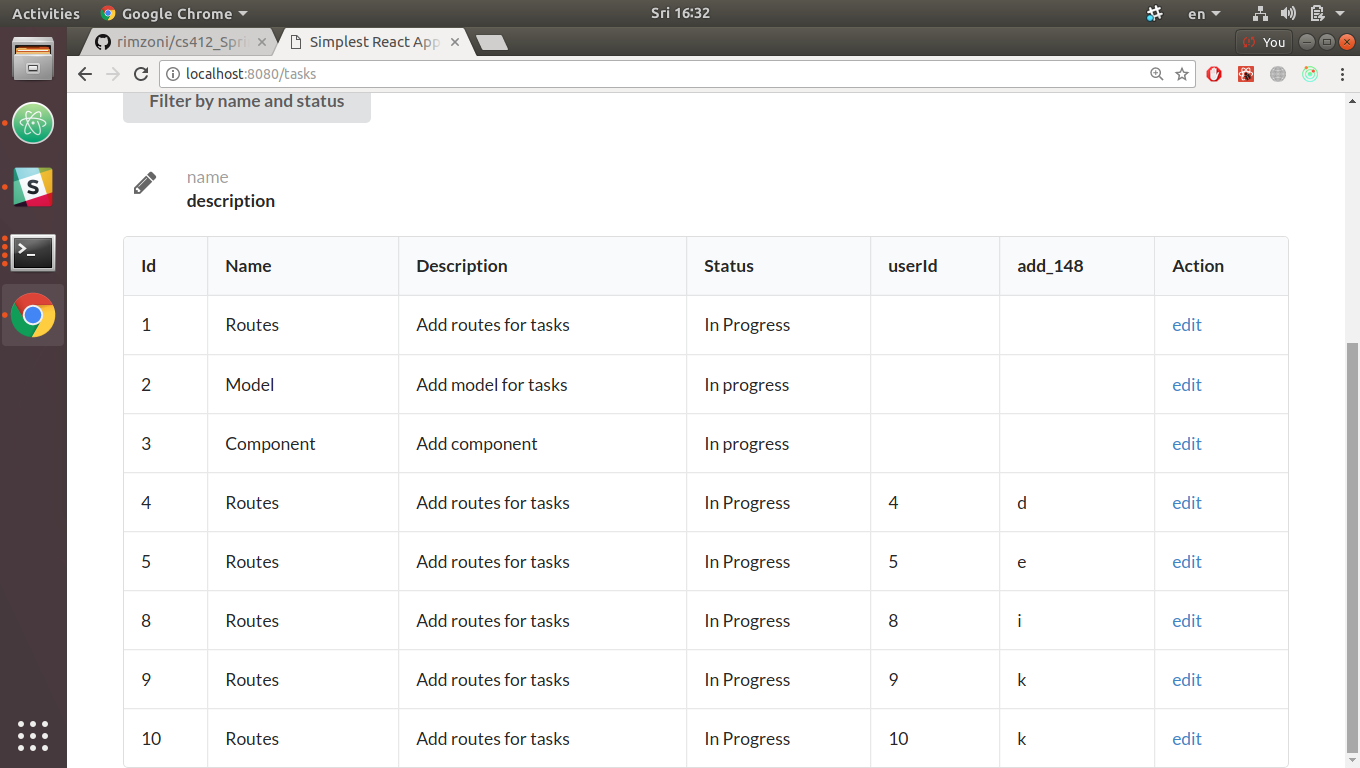 Activities Google Chrome Sri 16:32 en
rimzoni/cs412_Spri Simplest React App You
localhost:8080/tasks
Filter by name and status
name
description
Id Name Description Status userId add_148 Action
1 Routes Add routes for tasks In Progress edit
2 Model Add model for tasks In progress edit
3 Component Add component In progress edit
4 Routes Add routes for tasks In Progress 4 d edit
5 Routes Add routes for tasks In Progress 5 e edit
8 Routes Add routes for tasks In Progress 8 i edit
9 Routes Add routes for tasks In Progress 9 k edit
10 Routes Add routes for tasks In Progress 10 k edit